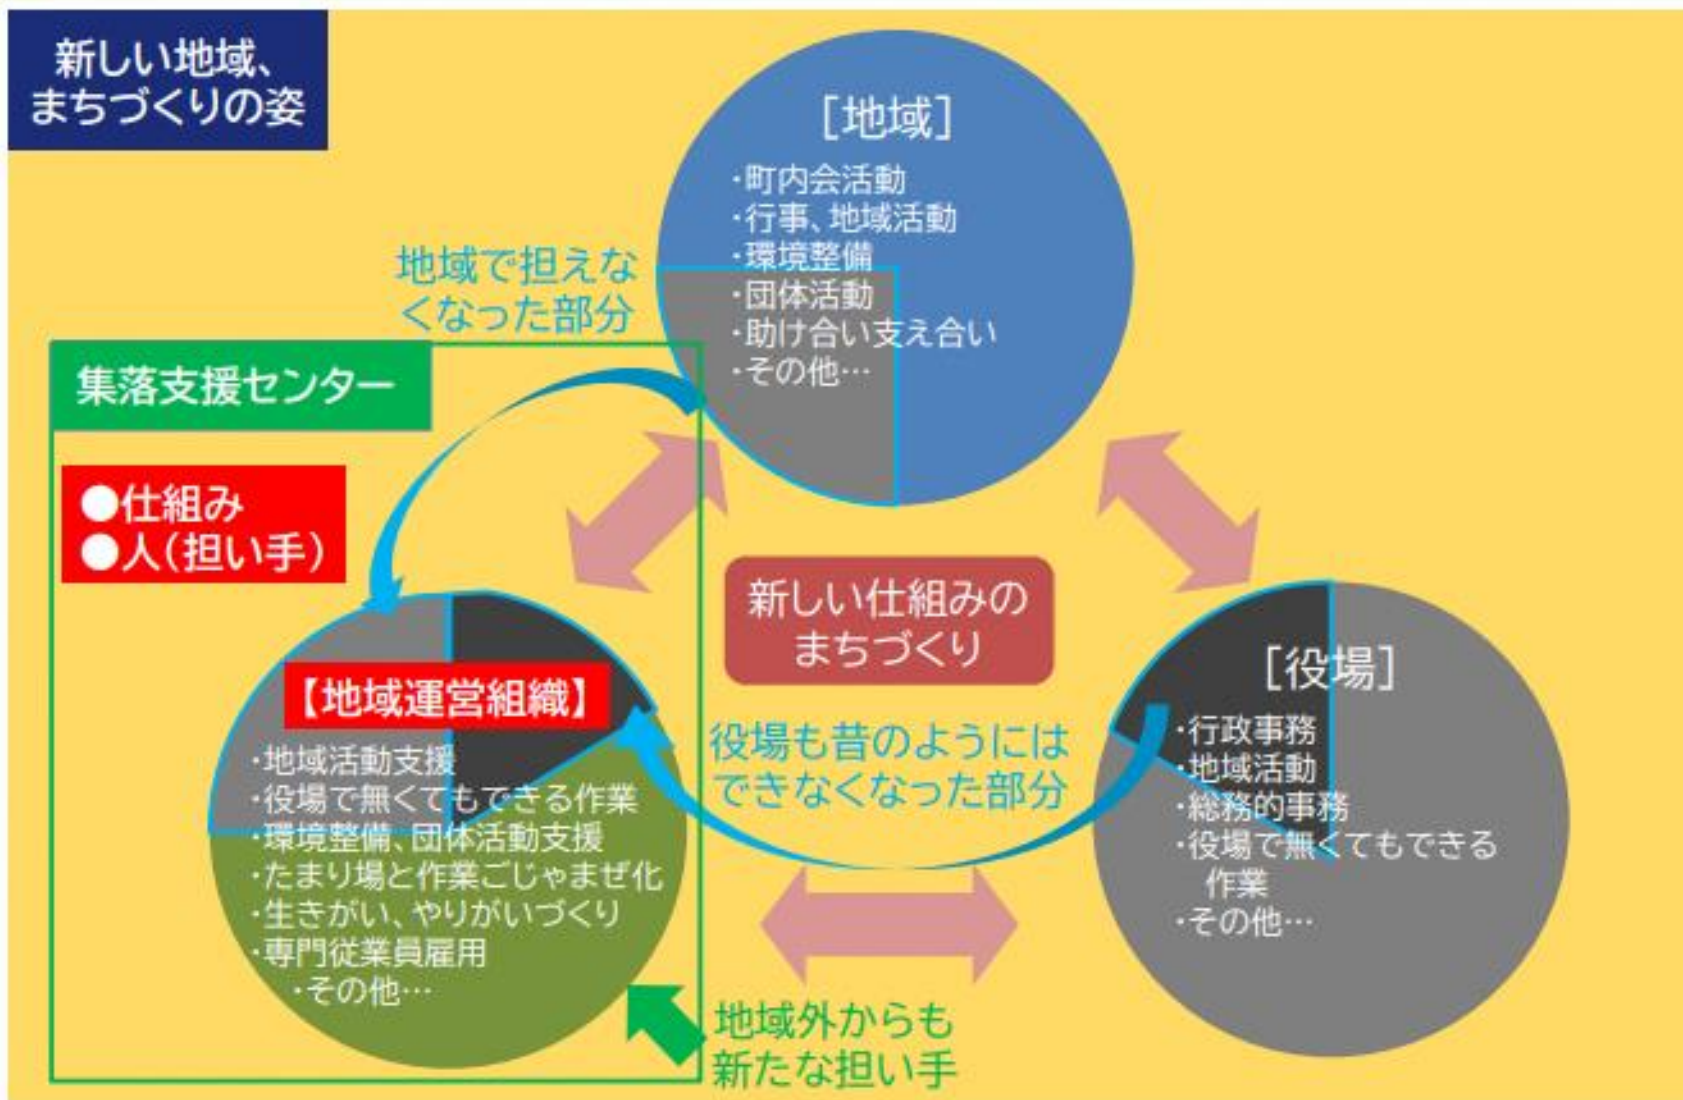 新しい地域、
まちづくりの姿
[地域]
・町内会活動
・行事、地域活動
・環境整備
・団体活動
・助け合い支え合い
・その他…
地域で担えな
くなった部分
集落支援センター
●仕組み
●人(担い手)
新しい仕組みの
まちづくり
【地域運営組織】
・地域活動支援
・役場で無くてもできる作業
・環境整備、団体活動支援
・たまり場と作業ごじゃまぜ化
・生きがい、やりがいづくり
・専門従業員雇用
・その他…
役場も昔のようには
できなくなった部分
[役場]
・行政事務
・地域活動
・総務的事務
・役場で無くてもできる
作業
・その他…
地域外からも
新たな担い手